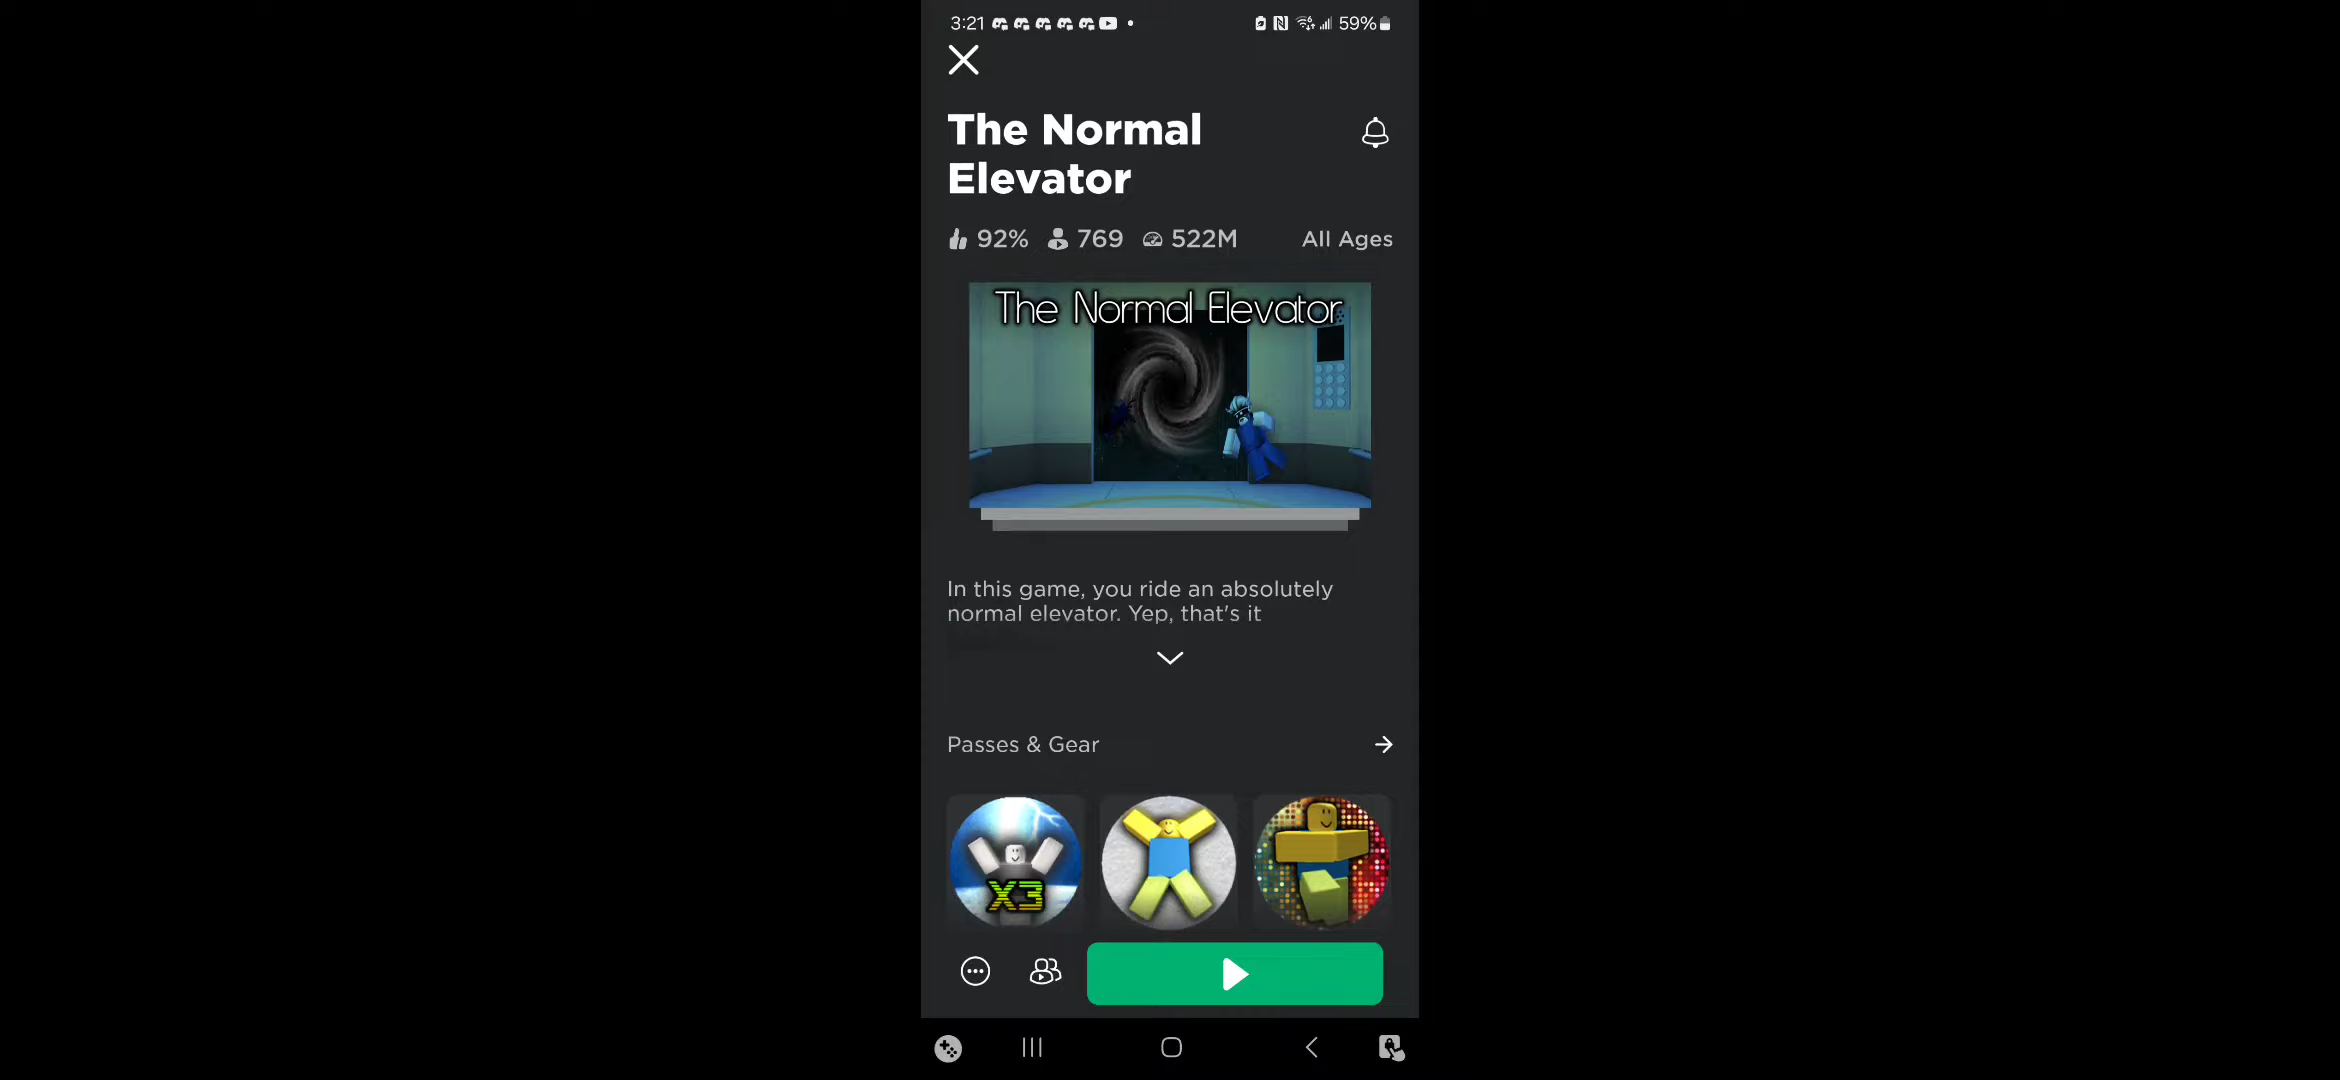 3:21
59%
The Normal
Elevator
92% 769 522M All Ages
The Normal Elevator
In this game, you ride an absolutely
normal elevator. Yep, that's it
Passes & Gear
X3